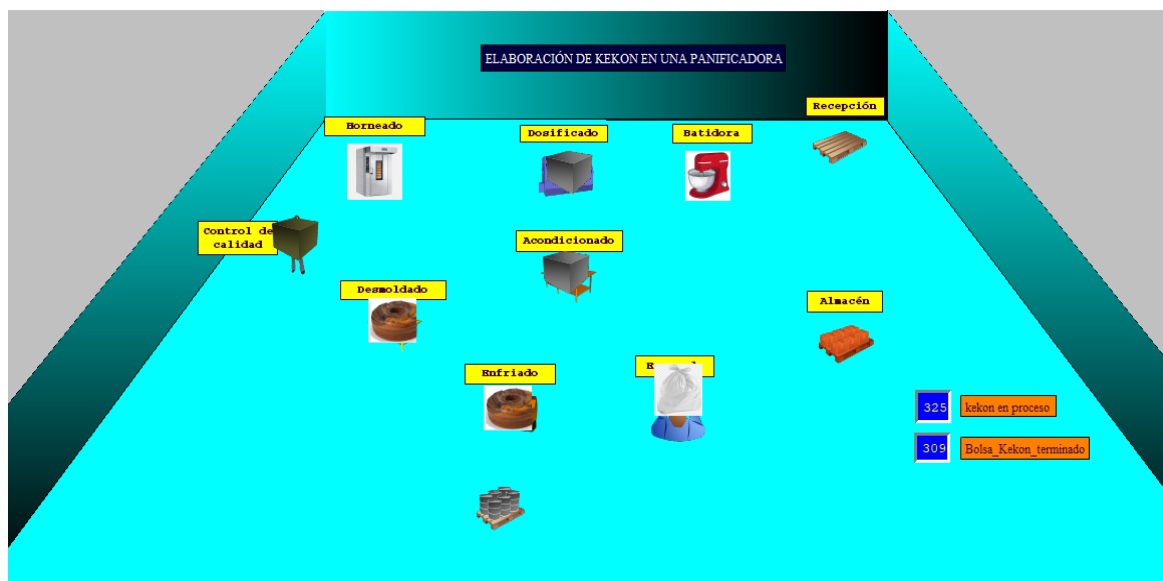 ELABORACIÓN DE KEKON EN UNA PANIFICADORA
Recepción
Horneado
Dosificado
Batidora
Control de
calidad
Acondicionado
Desmoldado
Almacén
Enfriado
325 kekon en proceso
309 Bolsa_Kekon_terminado